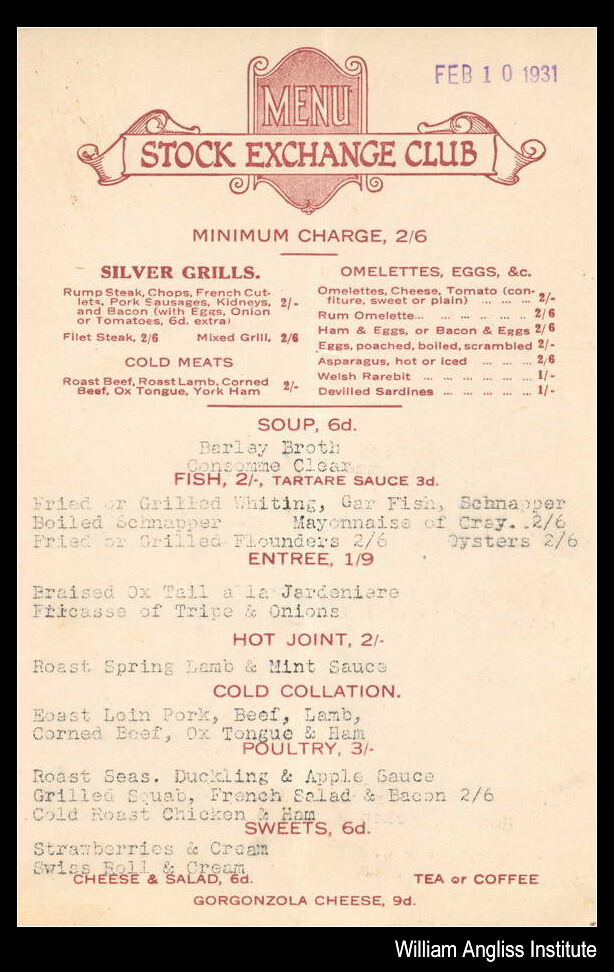 FEB 10 1931
MENU
STOCK EXCHANGE CLUB
MINIMUM CHARGE, 2/6
SILVER GRILLS.
Rump Steak, Chops, French Cut-
lets, Pork Sausages, Kidneys,
and Bacon (with Eggs, Onion
or Tomatoes, 6d. extra) 2/-
Filet Steak, 2/6 Mixed Grill, 2/6
COLD MEATS
Roast Beef, Roast Lamb, Corned
Beef, Ox Tongue, York Ham 2/-
OMELETTES, EGGS, &c.
Omelettes, Cheese, Tomato (con-
fiture, sweet or plain) ... ... ... 2/-
Rum Omelette... ... ... ... .. ... 2/6
Ham & Eggs, or Bacon & Eggs 2/6
Eggs, poached, boiled, scrambled 2/-
Asparagus, hot or iced ... ... ... 2/6
Welsh Rarebit ... ... ... ... ... ... 1/-
Devilled Sardines ... ... ... ... ... 1/-
SOUP, 6d.
Barley Broth
Consomme Clear
FISH, 2/-, TARTARE SAUCE 3d.
Fried or Grilled Whiting, Gar Fish, Schnapper
Boiled Schnapper Mayonnaise of Cray..2/6
Fried or Grilled Flounders 2/6 Oysters 2/6
ENTREE, 1/9
Braised Ox Tail a la Jardeniere
Fricasse of Tripe & Onions
HOT JOINT, 2/-
Roast Spring Lamb & Mint Sauce
COLD COLLATION.
Roast Loin Pork, Beef, Lamb,
Corned Beef, Ox Tongue & Ham
POULTRY, 3/-
Roast Seas. Duckling & Apple Sauce
Grilled Squab, French Salad & Bacon 2/6
Cold Roast Chicken & Ham
SWEETS, 6d.
Strawberries & Cream
Swiss Roll & Cream
CHEESE & SALAD, 6d. TEA or COFFEE
GORGONZOLA CHEESE, 9d.
William Angliss Institute